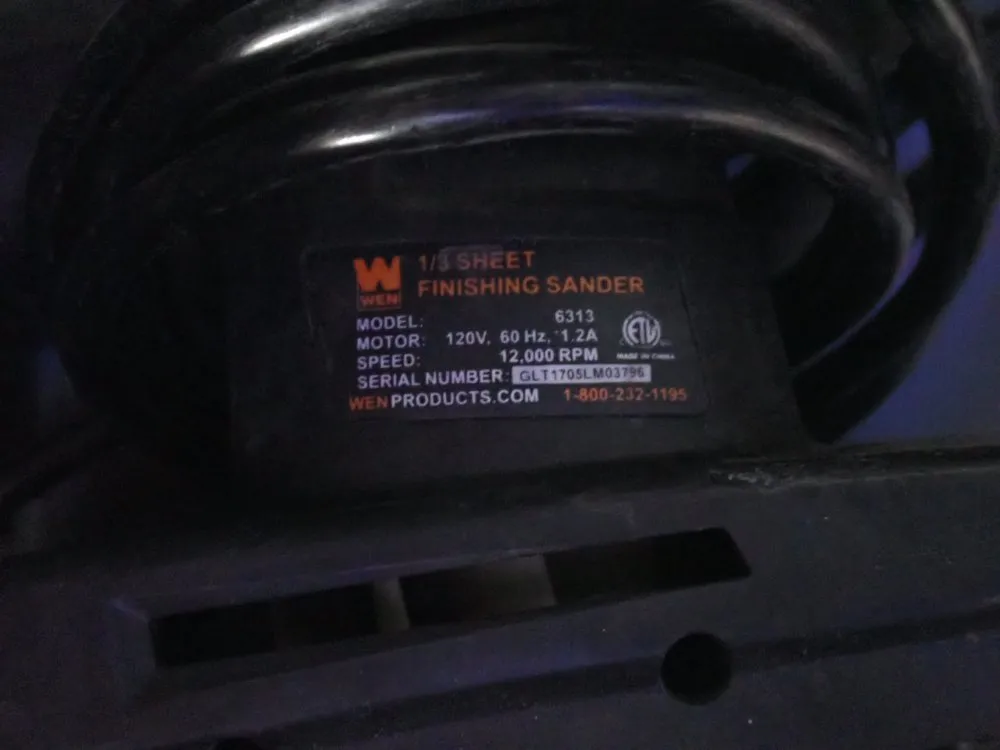 WEN
1/3 SHEET
FINISHING SANDER
MODEL: 6313
MOTOR: 120V, 60 Hz, 1.2A
SPEED: 12,000 RPM
SERIAL NUMBER: GLT1705LM03796
ETL
MADE IN CHINA
WENPRODUCTS.COM 1-800-232-1195